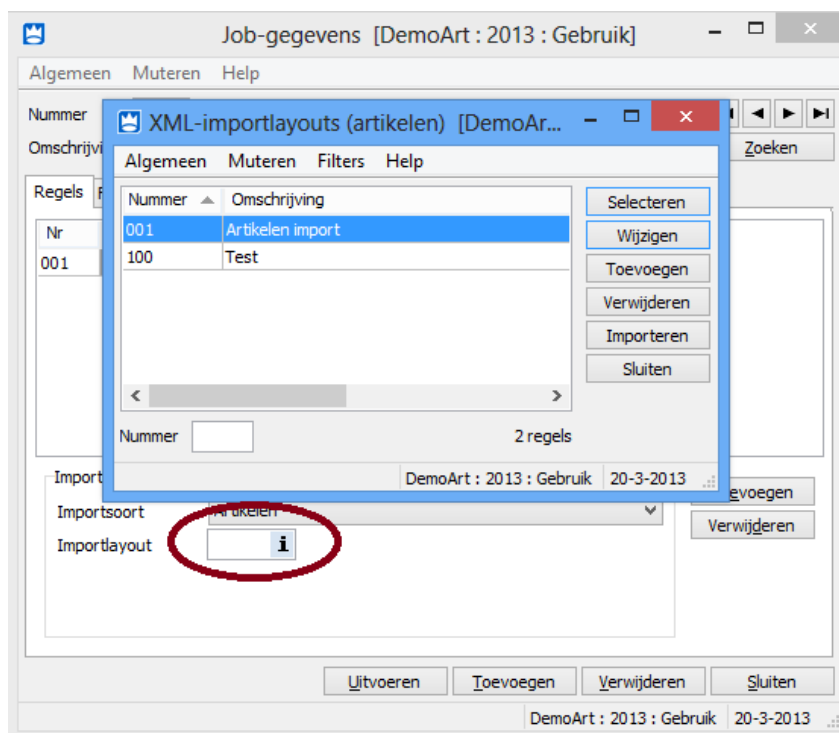 Job-gegevens [DemoArt : 2013 : Gebruik]
Algemeen Muteren Help
Nummer
Omschrijvi
Zoeken
Regels
Nr
001
XML-importlayouts (artikelen) [DemoAr...
Algemeen Muteren Filters Help
Nummer Omschrijving
001 Artikelen import
100 Test
Selecteren
Wijzigen
Toevoegen
Verwijderen
Importeren
Sluiten
Nummer 2 regels
DemoArt : 2013 : Gebruik 20-3-2013
Import
Importsoort Artikelen
Importlayout i
evoegen
Verwijderen
Uitvoeren Toevoegen Verwijderen Sluiten
DemoArt : 2013 : Gebruik 20-3-2013